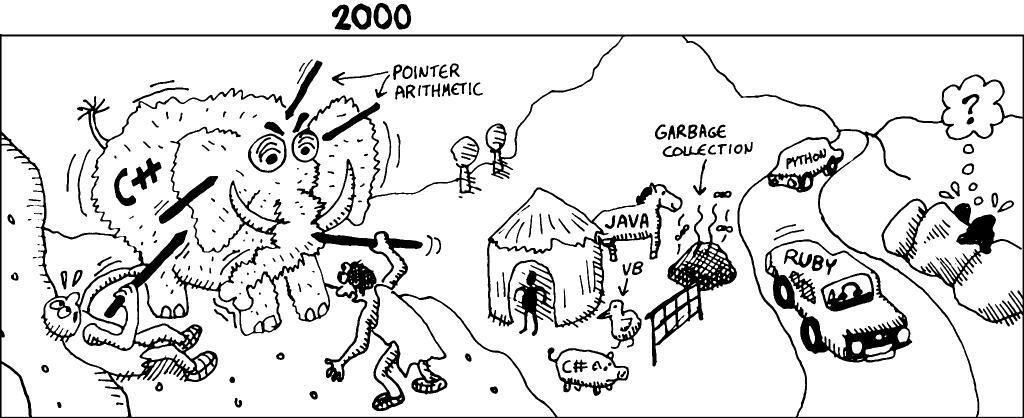 2000
POINTER
ARITHMETIC
C++
GARBAGE
COLLECTION
PYTHON
?
JAVA
VB
RUBY
C#